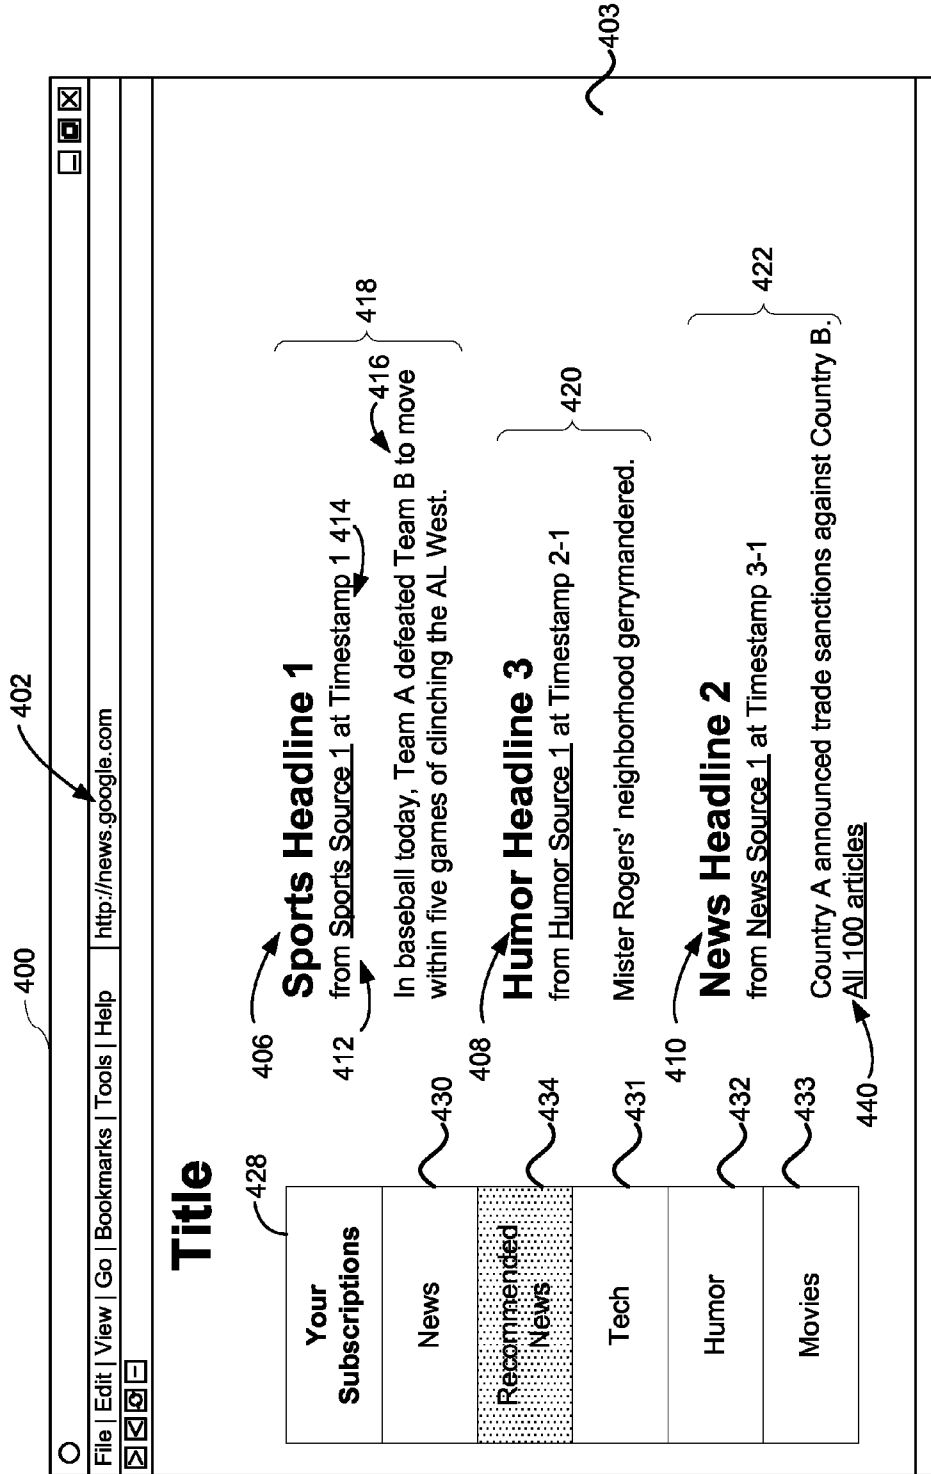 400
402
File | Edit | View | Go | Bookmarks | Tools | Help
http://news.google.com
403
Title
428
Your
Subscriptions
News
430
Recommended
News
434
Tech
431
Humor
432
Movies
433
406
Sports Headline 1
from Sports Source 1 at Timestamp 1
412
414
416
418
In baseball today, Team A defeated Team B to move
within five games of clinching the AL West.
408
Humor Headline 3
from Humor Source 1 at Timestamp 2-1
420
Mister Rogers' neighborhood gerrymandered.
410
News Headline 2
from News Source 1 at Timestamp 3-1
422
Country A announced trade sanctions against Country B.
All 100 articles
440